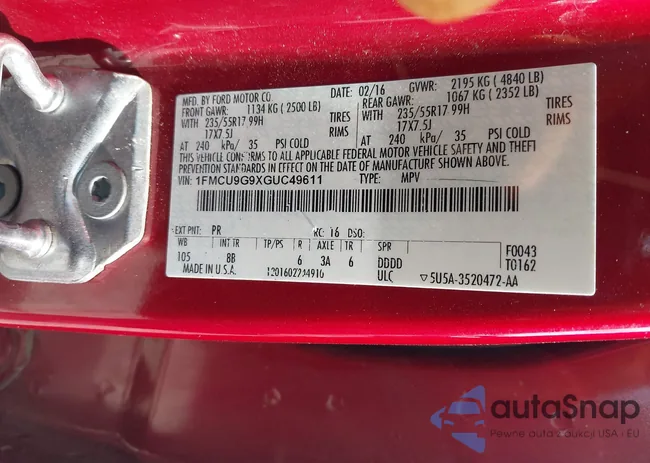 MFD. BY FORD MOTOR CO.
DATE: 02/16 GVWR: 2195 KG ( 4840 LB)
FRONT GAWR: 1134 KG ( 2500 LB) REAR GAWR: 1067 KG ( 2352 LB)
WITH 235/55R17 99H TIRES WITH 235/55R17 99H TIRES
17X7.5J RIMS 17X7.5J RIMS
AT 240 kPa/ 35 PSI COLD AT 240 kPa/ 35 PSI COLD
THIS VEHICLE CONFORMS TO ALL APPLICABLE FEDERAL MOTOR VEHICLE SAFETY AND THEFT
PREVENTION STANDARDS IN EFFECT ON THE DATE OF MANUFACTURE SHOWN ABOVE.
VIN: 1FMCU9G9XGUC49611 TYPE: MPV
EXT PNT: PR RC: 16 DSO:
WB INT TR TP/PS R AXLE TR SPR F0043
105 8B 6 3A 6 DDDD T0162
MADE IN U.S.A. ULC 5U5A-3520472-AA
autoSnap
Pewne auta z aukcji USA i EU